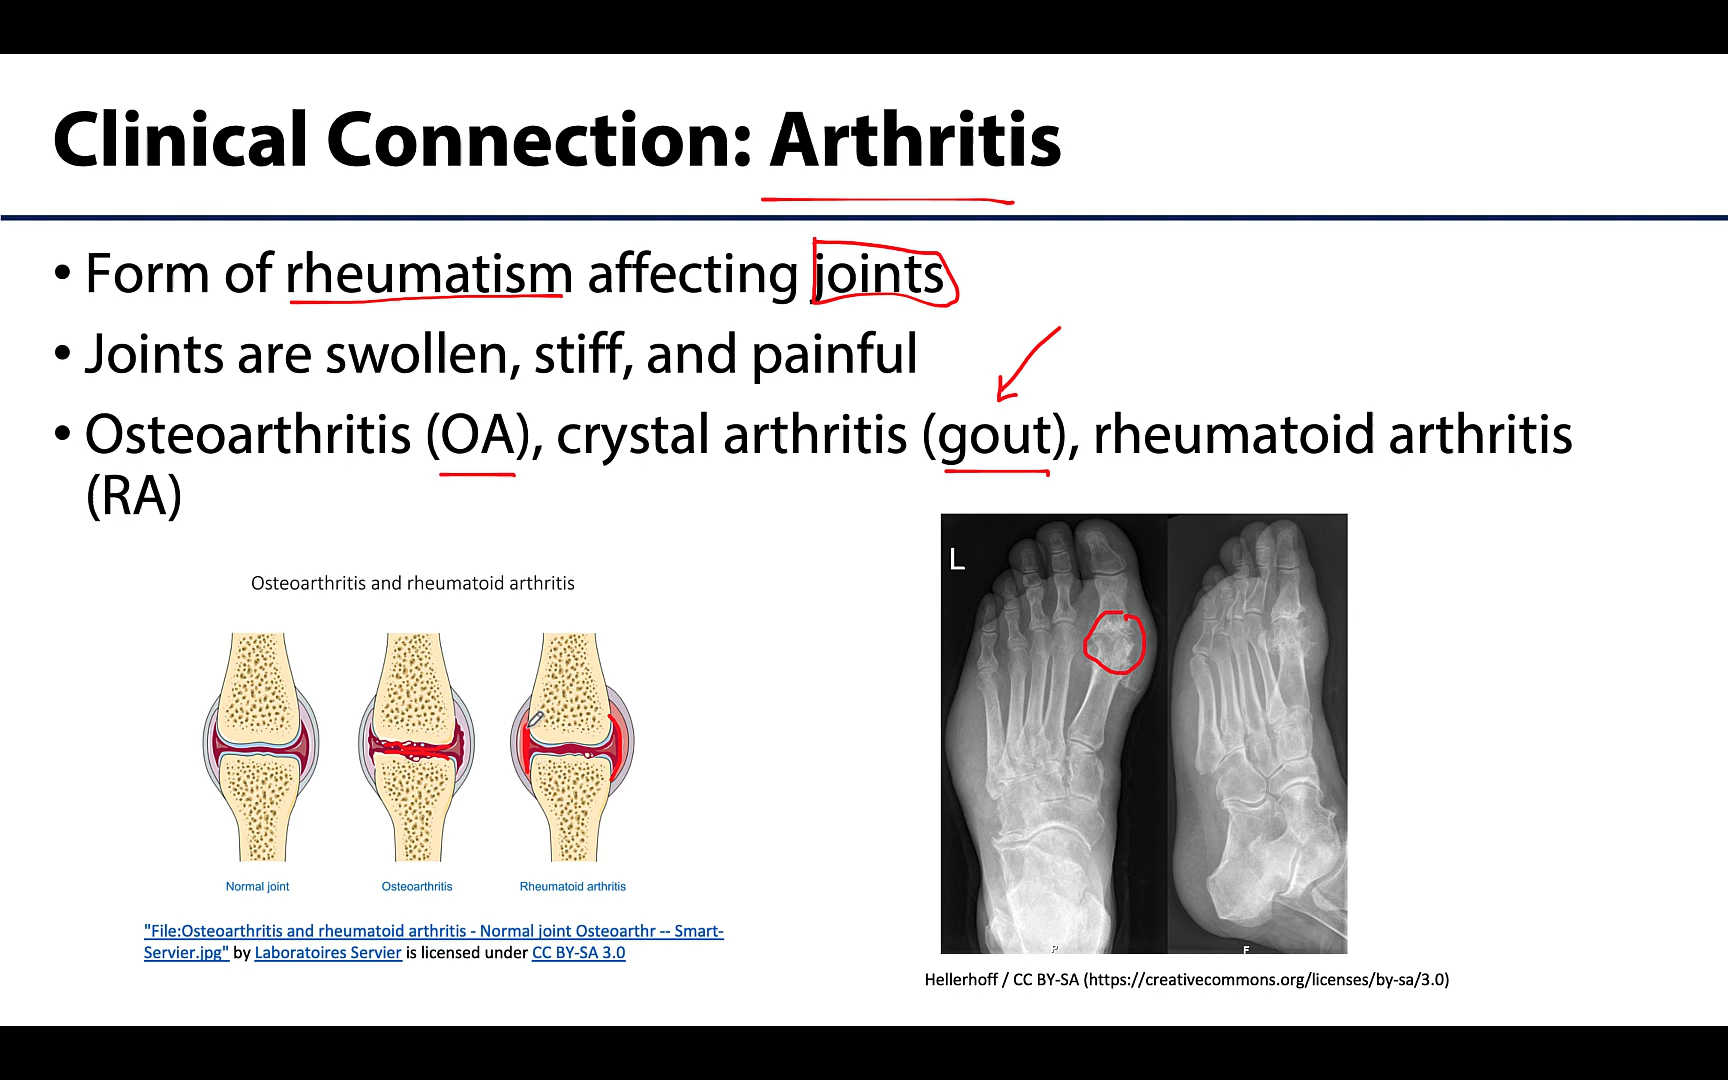 Clinical Connection: Arthritis
• Form of rheumatism affecting joints
• Joints are swollen, stiff, and painful
• Osteoarthritis (OA), crystal arthritis (gout), rheumatoid arthritis
(RA)
Osteoarthritis and rheumatoid arthritis
Normal joint
Osteoarthritis
Rheumatoid arthritis
"File:Osteoarthritis and rheumatoid arthritis - Normal joint Osteoarthr -- Smart-
Servier.jpg" by Laboratoires Servier is licensed under CC BY-SA 3.0
L
P
F
Hellerhoff / CC BY-SA (https://creativecommons.org/licenses/by-sa/3.0)